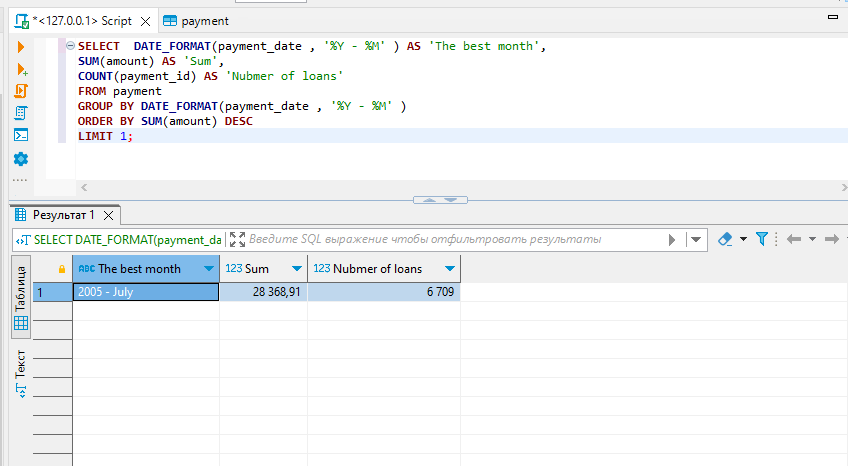 *<127.0.0.1> Script
payment
SELECT  DATE_FORMAT(payment_date , '%Y - %M' ) AS 'The best month',
SUM(amount) AS 'Sum',
COUNT(payment_id) AS 'Nubmer of loans'
FROM payment
GROUP BY DATE_FORMAT(payment_date , '%Y - %M' )
ORDER BY SUM(amount) DESC
LIMIT 1;
Результат 1
SELECT DATE_FORMAT(payment_da
Введите SQL выражение чтобы отфильтровать результаты
Таблица
Текст
ABC The best month
123 Sum
123 Nubmer of loans
1
2005 - July
28 368,91
6 709